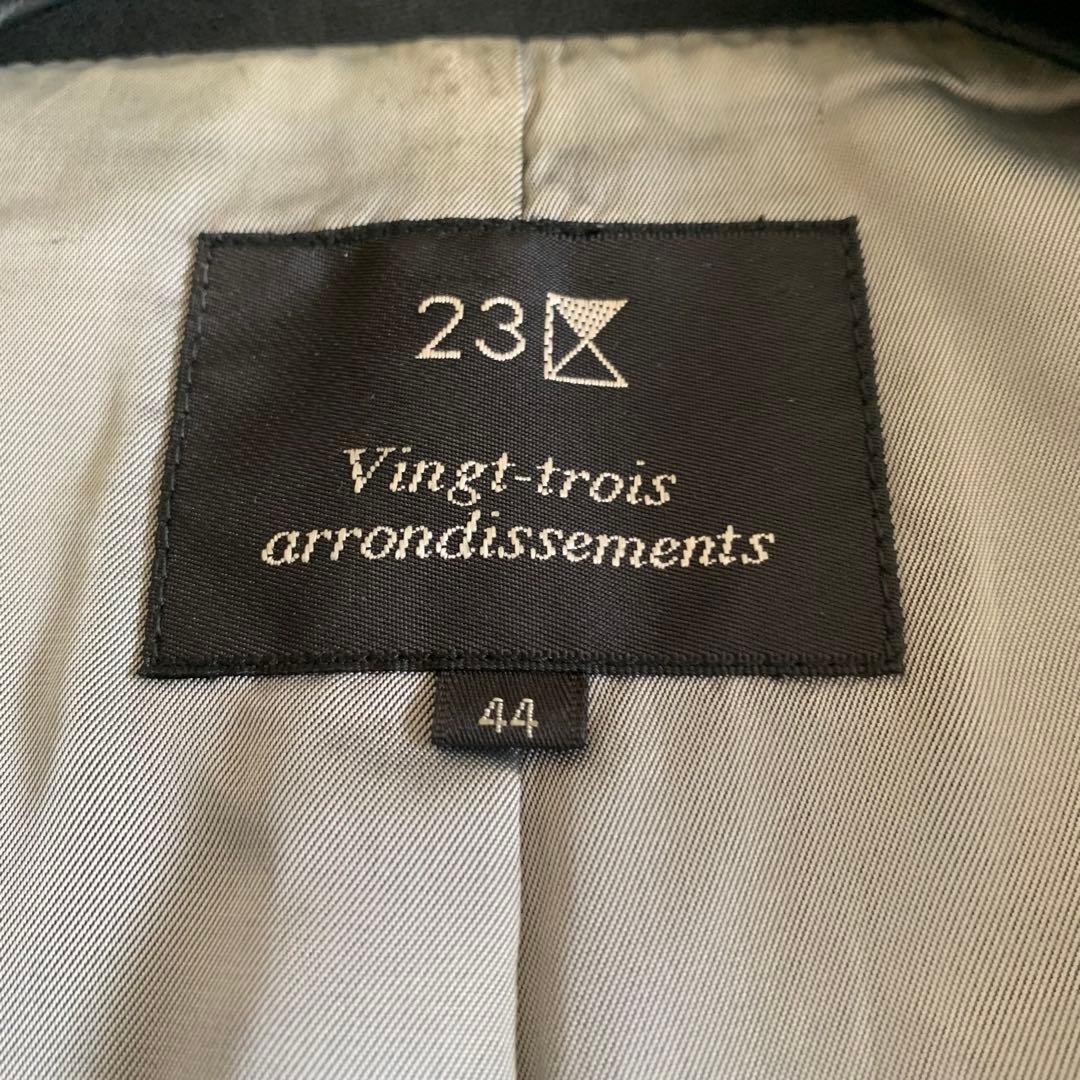 23
Vingt-trois
arrondissements
44